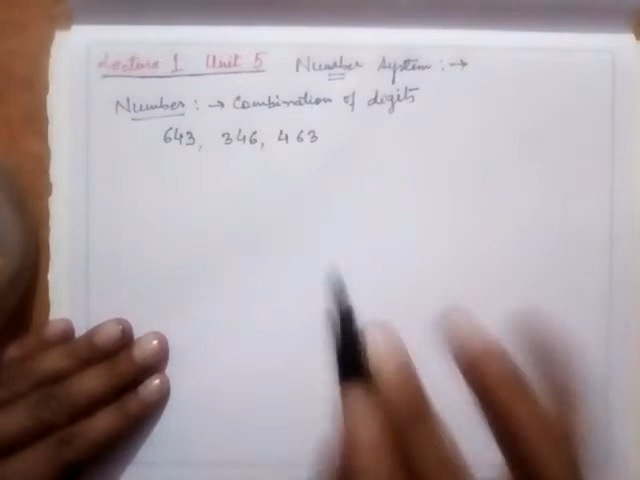 Lecture 1 Unit 5 Number System :→
Number : → Combination of digits
643, 346, 463